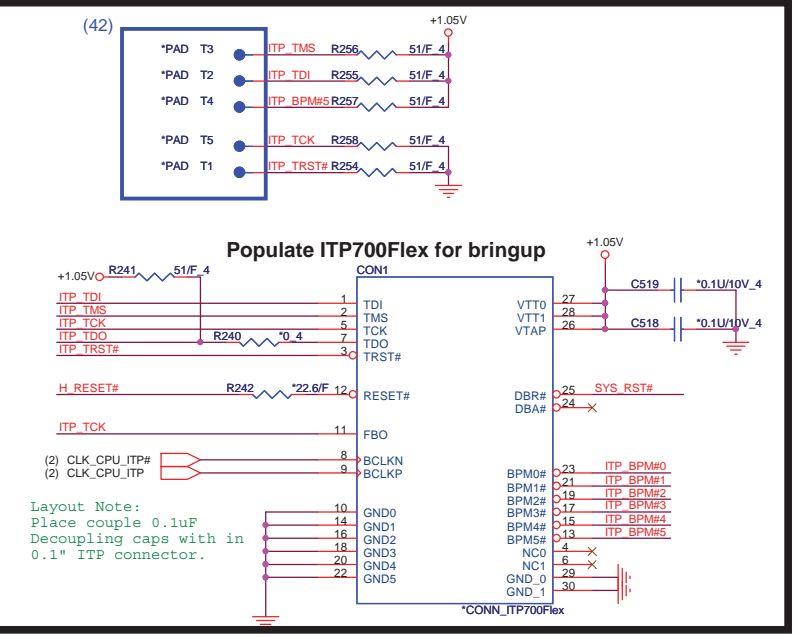 (42)
+1.05V
*PAD T3 ITP_TMS R256 51/F_4
*PAD T2 ITP_TDI R255 51/F_4
*PAD T4 ITP_BPM#5 R257 51/F_4
*PAD T5 ITP_TCK R258 51/F_4
*PAD T1 ITP_TRST# R254 51/F_4
Populate ITP700Flex for bringup
+1.05V
+1.05V R241 51/F_4
CON1
C519 *0.1U/10V_4
C518 *0.1U/10V_4
ITP_TDI 1 TDI
ITP_TMS 2 TMS
ITP_TCK 5 TCK
ITP_TDO R240 *0_4 7 TDO
ITP_TRST# 3 TRST#
VTT0 27
VTT1 28
VTAP 26
H_RESET# R242 *22.6/F 12 RESET#
DBR# 25 SYS_RST#
DBA# 24
ITP_TCK 11 FBO
(2) CLK_CPU_ITP# 8 BCLKN
(2) CLK_CPU_ITP 9 BCLKP
BPM0# 23 ITP_BPM#0
BPM1# 21 ITP_BPM#1
BPM2# 19 ITP_BPM#2
BPM3# 17 ITP_BPM#3
BPM4# 15 ITP_BPM#4
BPM5# 13 ITP_BPM#5
NC0 4
NC1 6
GND_0 29
GND_1 30
Layout Note:
Place couple 0.1uF
Decoupling caps with in
0.1" ITP connector.
10 GND0
14 GND1
16 GND2
18 GND3
20 GND4
22 GND5
*CONN_ITP700Flex